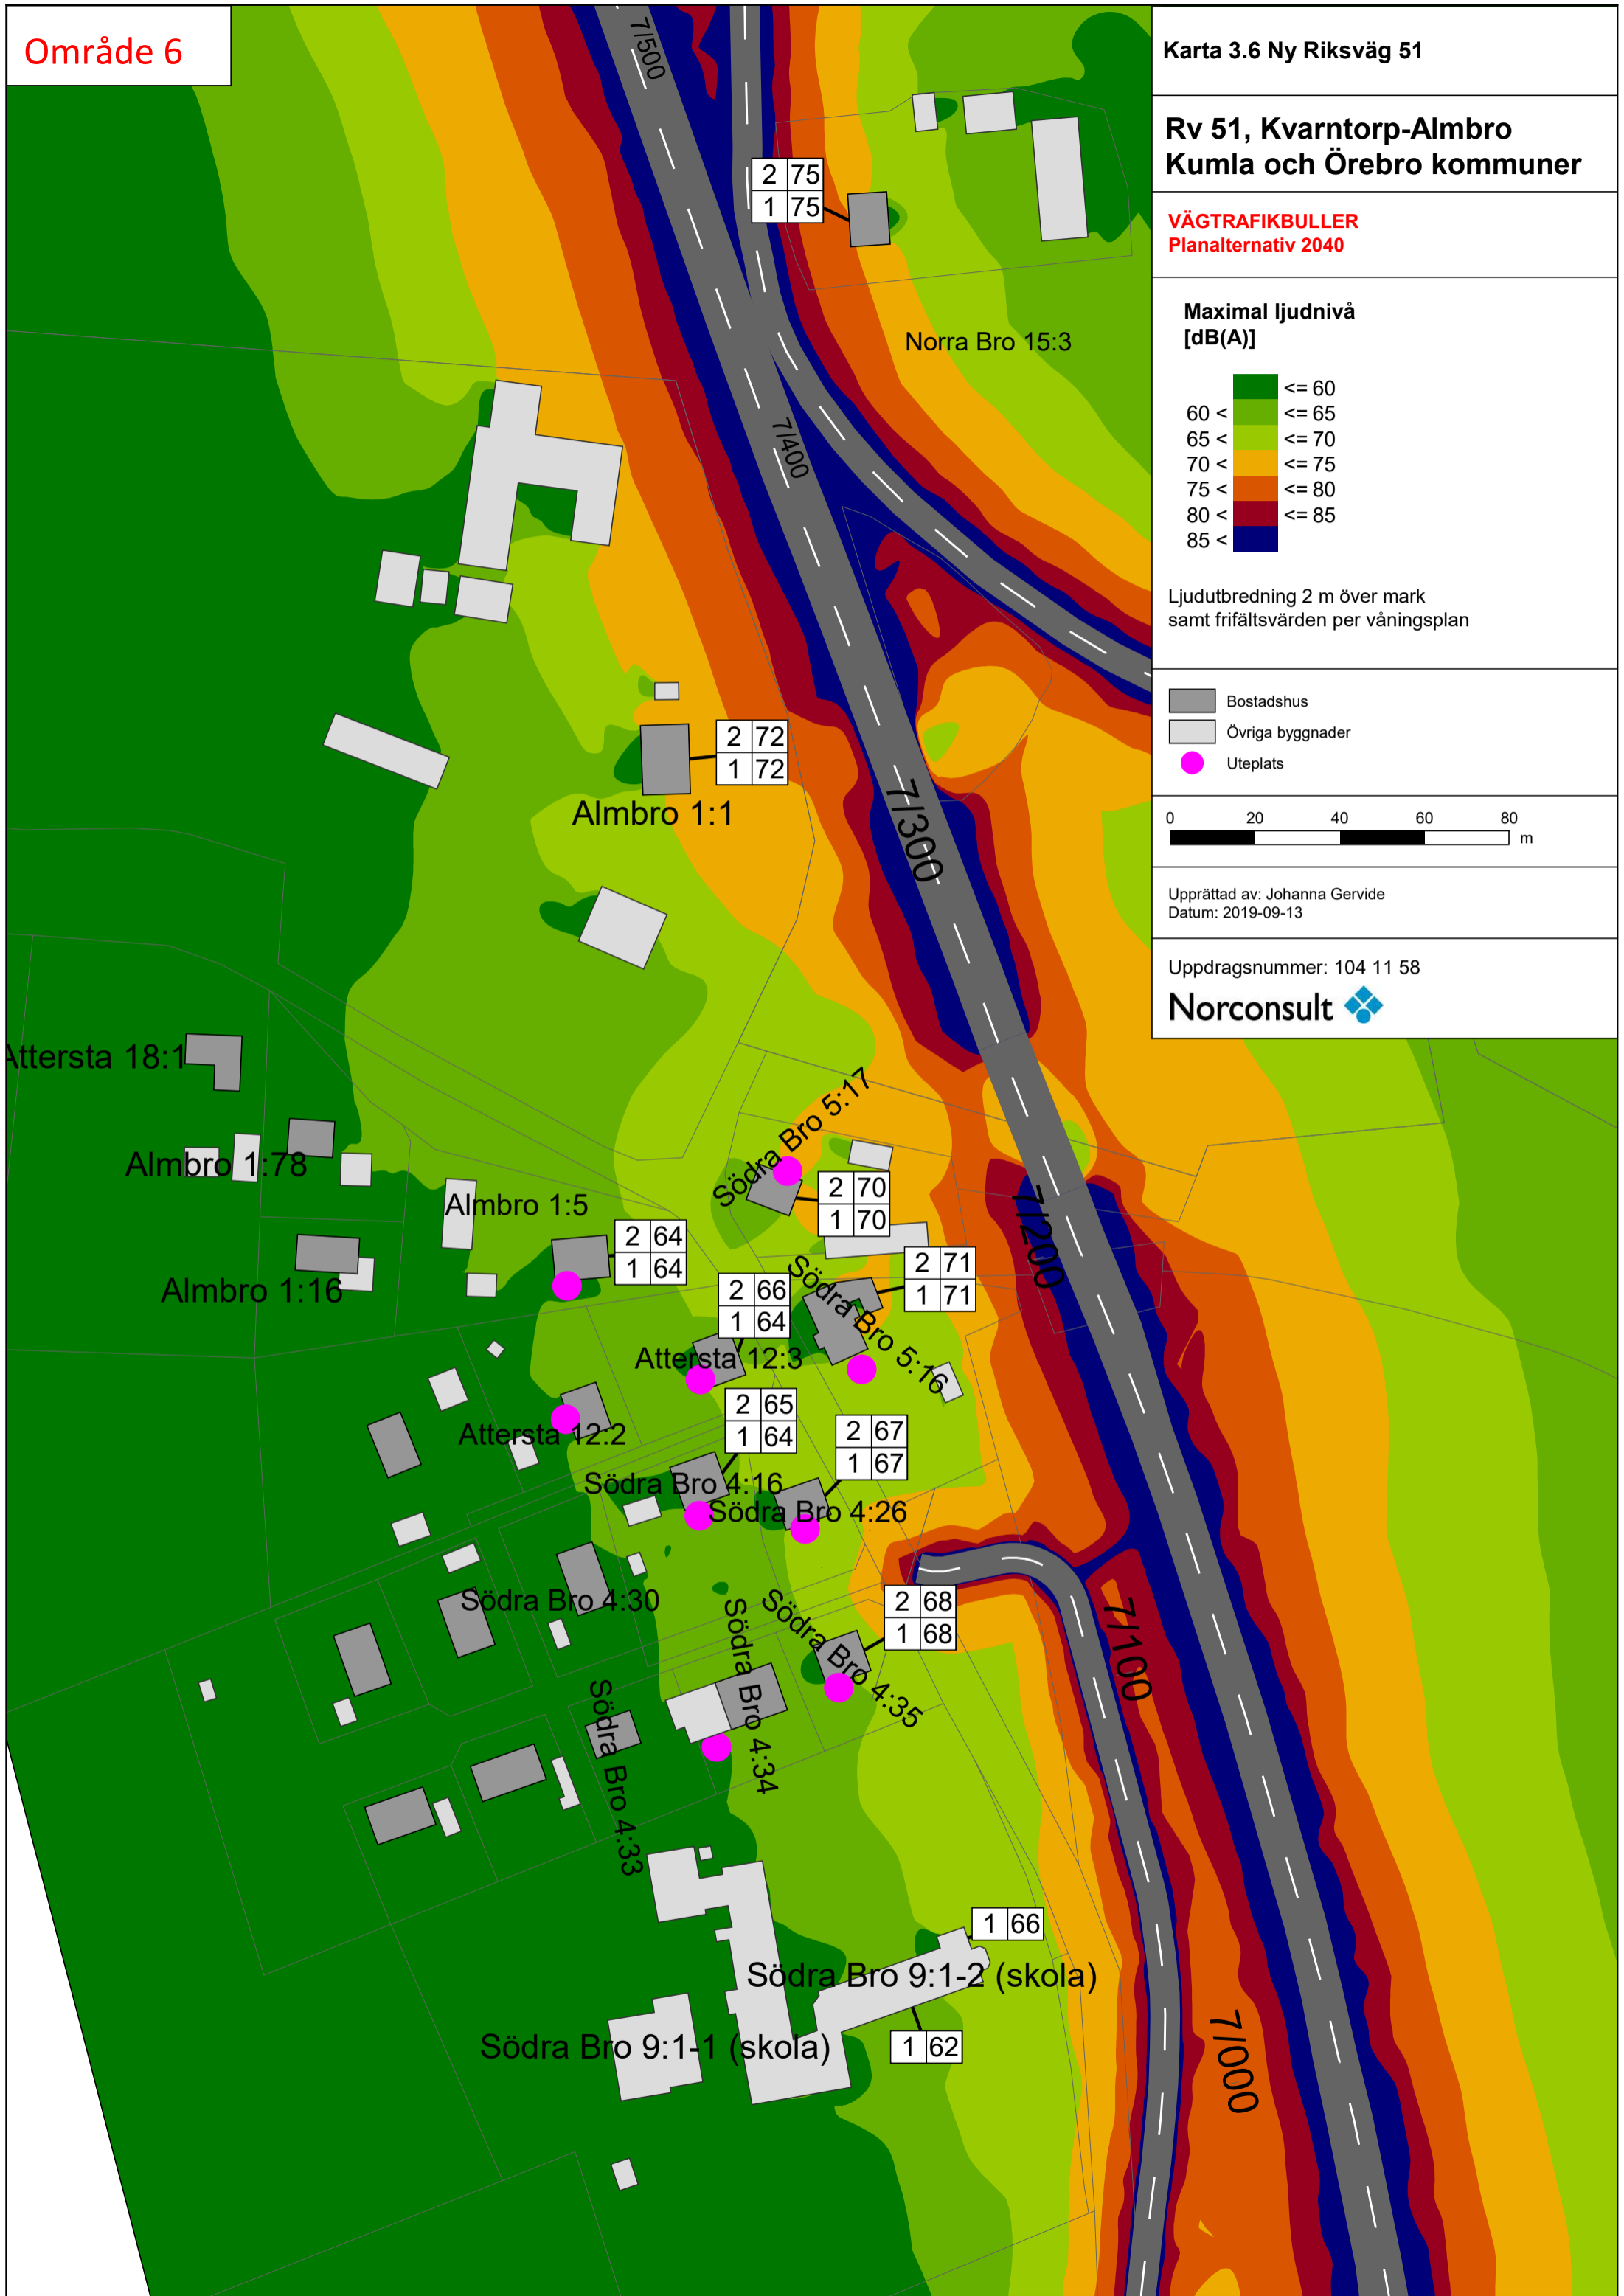 Område 6
Karta 3.6 Ny Riksväg 51
Rv 51, Kvarntorp-Almbro
Kumla och Örebro kommuner
VÄGTRAFIKBULLER
Planalternativ 2040
Maximal ljudnivå
[dB(A)]
<= 60
60 < <= 65
65 < <= 70
70 < <= 75
75 < <= 80
80 < <= 85
85 <
Ljudutbredning 2 m över mark
samt frifältsvärden per våningsplan
Bostadshus
Övriga byggnader
Uteplats
0 20 40 60 80
m
Upprättad av: Johanna Gervide
Datum: 2019-09-13
Uppdragsnummer: 104 11 58
Norconsult
7/500
2 75
1 75
Norra Bro 15:3
7/400
2 72
1 72
Almbro 1:1
7/300
Attersta 18:1
Södra Bro 5:17
Almbro 1:78
2 70
1 70
Almbro 1:5
7/200
2 64
1 64
2 71
1 71
Almbro 1:16
2 66
1 64
Södra Bro 5:16
Attersta 12:3
2 65
1 64
Attersta 12:2
2 67
1 67
Södra Bro 4:16
Södra Bro 4:26
Södra Bro 4:30
2 68
1 68
7/100
Södra Bro 4:35
Södra Bro 4:34
Södra Bro 4:33
1 66
Södra Bro 9:1-2 (skola)
Södra Bro 9:1-1 (skola)
1 62
7/000